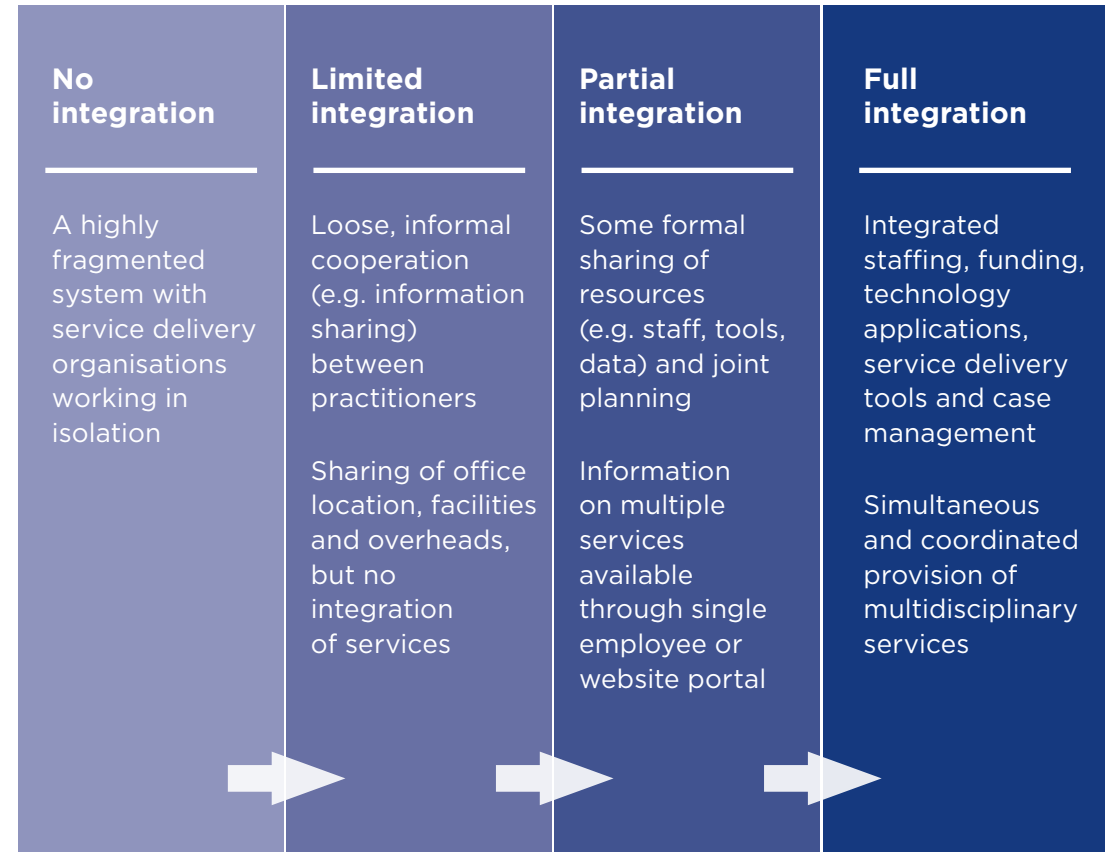 No
integration
A highly
fragmented
system with
service delivery
organisations
working in
isolation
Limited
integration
Loose, informal
cooperation
(e.g. information
sharing)
between
practitioners
Sharing of office
location, facilities
and overheads,
but no
integration
of services
Partial
integration
Some formal
sharing of
resources
(e.g. staff, tools,
data) and joint
planning
Information
on multiple
services
available
through single
employee or
website portal
Full
integration
Integrated
staffing, funding,
technology
applications,
service delivery
tools and case
management
Simultaneous
and coordinated
provision of
multidisciplinary
services